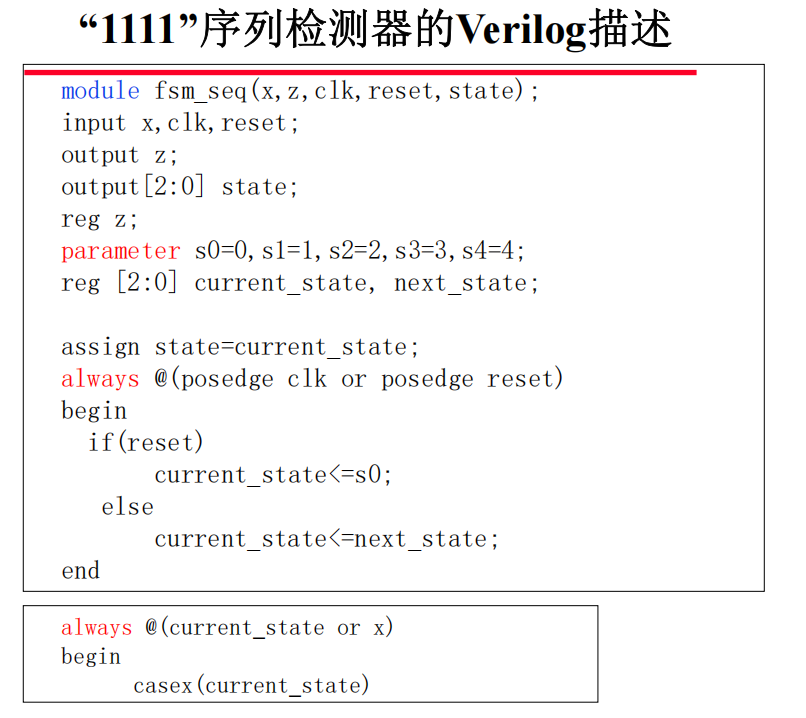 “1111”序列检测器的Verilog描述
module fsm_seq(x,z,clk,reset,state);
input x,clk,reset;
output z;
output[2:0] state;
reg z;
parameter s0=0,s1=1,s2=2,s3=3,s4=4;
reg [2:0] current_state, next_state;
assign state=current_state;
always @(posedge clk or posedge reset)
begin
if(reset)
current_state<=s0;
else
current_state<=next_state;
end
always @(current_state or x)
begin
casex(current_state)